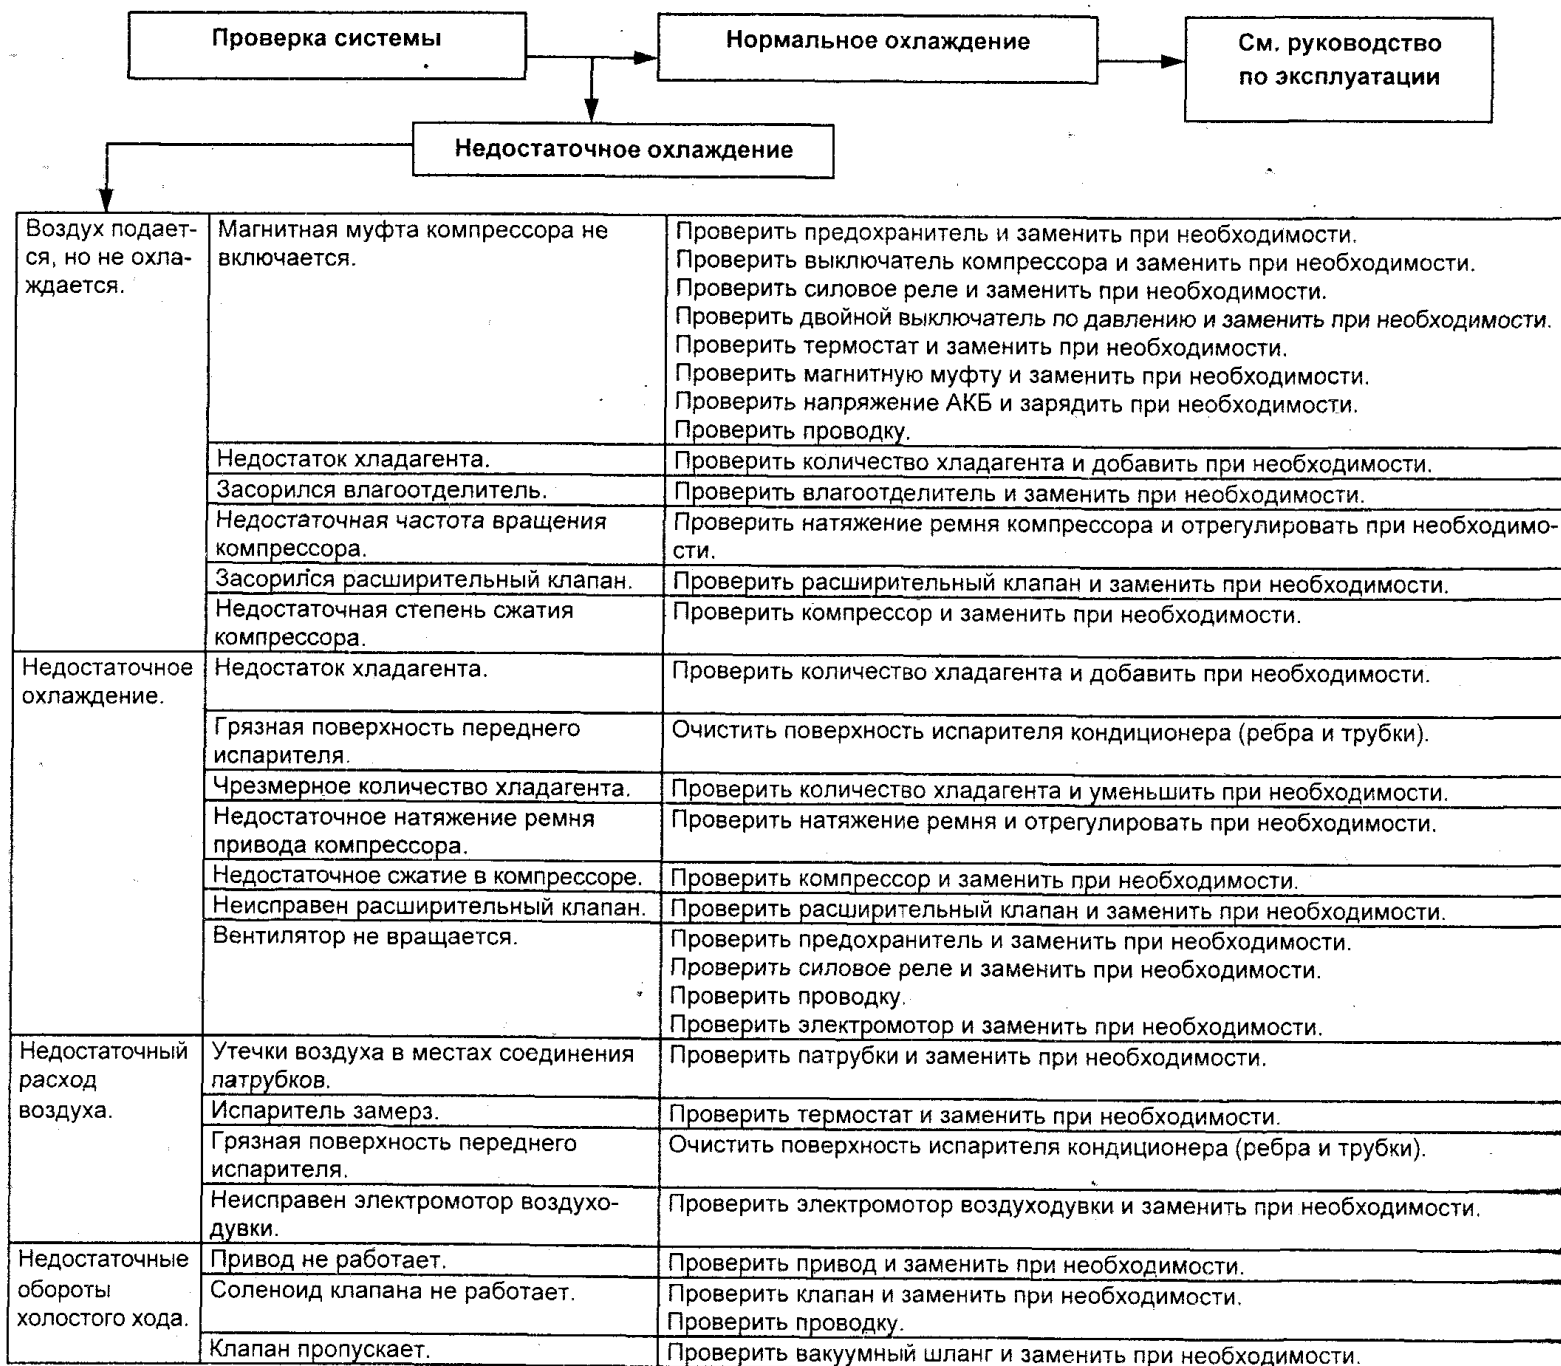 Проверка системы
Нормальное охлаждение
См. руководство
по эксплуатации
Недостаточное охлаждение
Воздух подает-
ся, но не охла-
ждается.
Магнитная муфта компрессора не
включается.
Проверить предохранитель и заменить при необходимости.
Проверить выключатель компрессора и заменить при необходимости.
Проверить силовое реле и заменить при необходимости.
Проверить двойной выключатель по давлению и заменить при необходимости.
Проверить термостат и заменить при необходимости.
Проверить магнитную муфту и заменить при необходимости.
Проверить напряжение АКБ и зарядить при необходимости.
Проверить проводку.
Недостаток хладагента.
Проверить количество хладагента и добавить при необходимости.
Засорился влагоотделитель.
Проверить влагоотделитель и заменить при необходимости.
Недостаточная частота вращения
компрессора.
Проверить натяжение ремня компрессора и отрегулировать при необходимо-
сти.
Засорился расширительный клапан.
Проверить расширительный клапан и заменить при необходимости.
Недостаточная степень сжатия
компрессора.
Проверить компрессор и заменить при необходимости.
Недостаточное
охлаждение.
Недостаток хладагента.
Проверить количество хладагента и добавить при необходимости.
Грязная поверхность переднего
испарителя.
Очистить поверхность испарителя кондиционера (ребра и трубки).
Чрезмерное количество хладагента.
Проверить количество хладагента и уменьшить при необходимости.
Недостаточное натяжение ремня
привода компрессора.
Проверить натяжение ремня и отрегулировать при необходимости.
Недостаточное сжатие в компрессоре.
Проверить компрессор и заменить при необходимости.
Неисправен расширительный клапан.
Проверить расширительный клапан и заменить при необходимости.
Вентилятор не вращается.
Проверить предохранитель и заменить при необходимости.
Проверить силовое реле и заменить при необходимости.
Проверить проводку.
Проверить электромотор и заменить при необходимости.
Недостаточный
расход
воздуха.
Утечки воздуха в местах соединения
патрубков.
Проверить патрубки и заменить при необходимости.
Испаритель замерз.
Проверить термостат и заменить при необходимости.
Грязная поверхность переднего
испарителя.
Очистить поверхность испарителя кондиционера (ребра и трубки).
Неисправен электромотор воздухо-
дувки.
Проверить электромотор воздуходувки и заменить при необходимости.
Недостаточные
обороты
холостого хода.
Привод не работает.
Проверить привод и заменить при необходимости.
Соленоид клапана не работает.
Проверить клапан и заменить при необходимости.
Проверить проводку.
Клапан пропускает.
Проверить вакуумный шланг и заменить при необходимости.